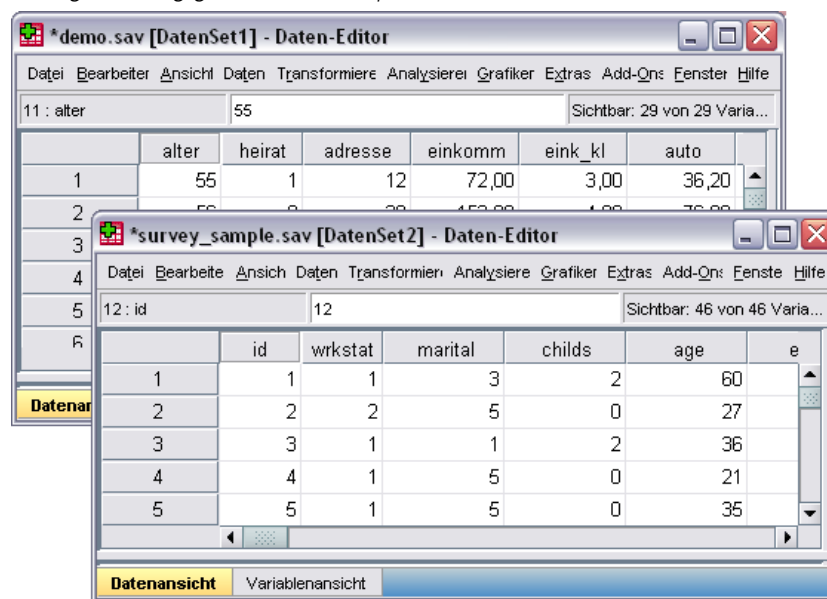 *demo.sav [DatenSet1] - Daten-Editor
Datei Bearbeiter Ansicht Daten Transformiere Analysieren Grafiker Extras Add-Ons Fenster Hilfe
11 : alter 55 Sichtbar: 29 von 29 Varia...
alter heirat adresse einkomm eink_kl auto
1 55 1 12 72,00 3,00 36,20
2
3
4
5
6
Datenan
*survey_sample.sav [DatenSet2] - Daten-Editor
Datei Bearbeite Ansich Daten Transformier Analysiere Grafiker Extras Add-Ons Fenste Hilfe
12 : id 12 Sichtbar: 46 von 46 Varia...
id wrkstat marital childs age e
1 1 1 3 2 60
2 2 2 5 0 27
3 3 1 1 2 36
4 4 1 5 0 21
5 5 1 5 0 35
Datenansicht Variablenansicht